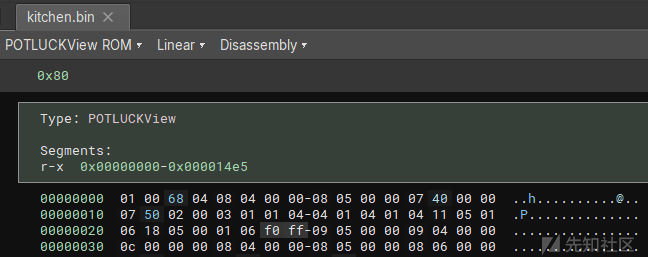 kitchen.bin ×
POTLUCKView ROM ▾ Linear ▾ Disassembly ▾
0x80
Type: POTLUCKView
Segments:
r-x 0x00000000-0x000014e5
00000000 01 00 68 04 08 04 00 00-08 05 00 00 07 40 00 00 ..h..........@..
00000010 07 50 02 00 03 01 01 04-04 01 04 01 04 11 05 01 .P..............
00000020 06 18 05 00 01 06 f0 ff-09 05 00 00 09 04 00 00 ................
00000030 0c 00 00 00 08 04 00 00-08 05 00 00 08 06 00 00 ................
先知社区